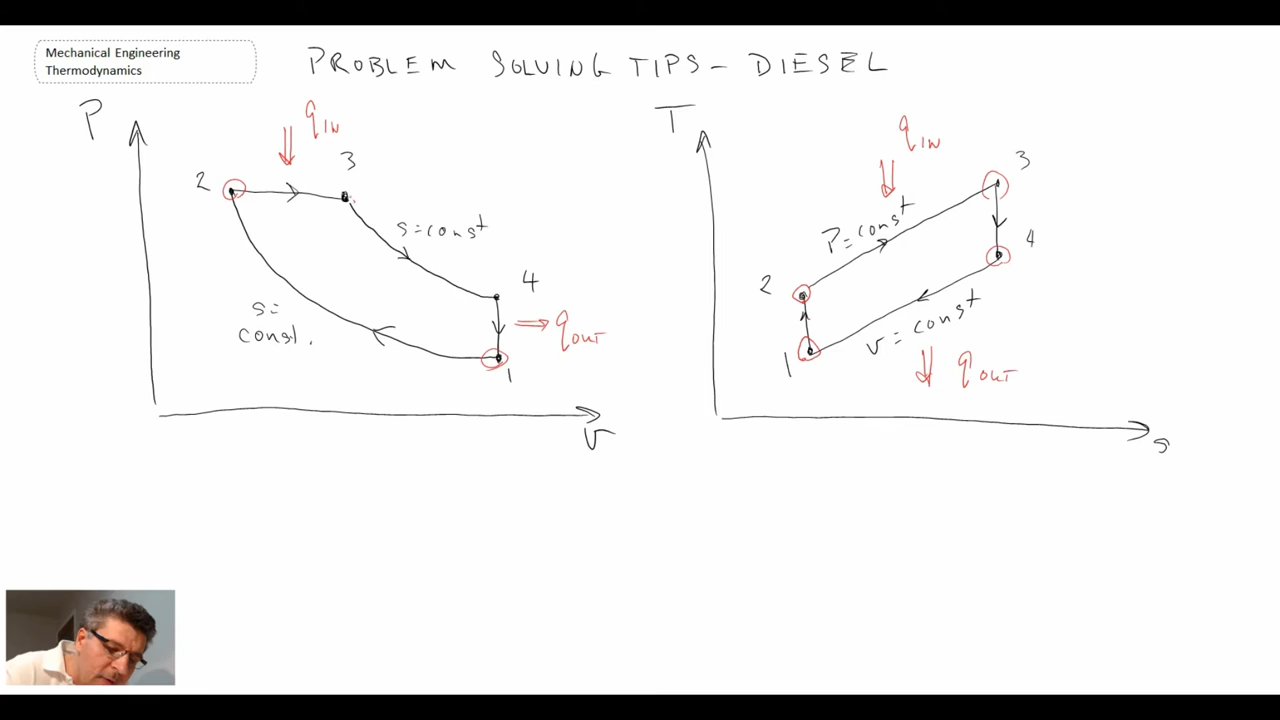 Mechanical Engineering
Thermodynamics
PROBLEM SOLVING TIPS - DIESEL
P
qIN
2
3
s=const
4
s=
const.
qOUT
1
v
T
qIN
3
P=const
4
2
v=const
1
qOUT
s